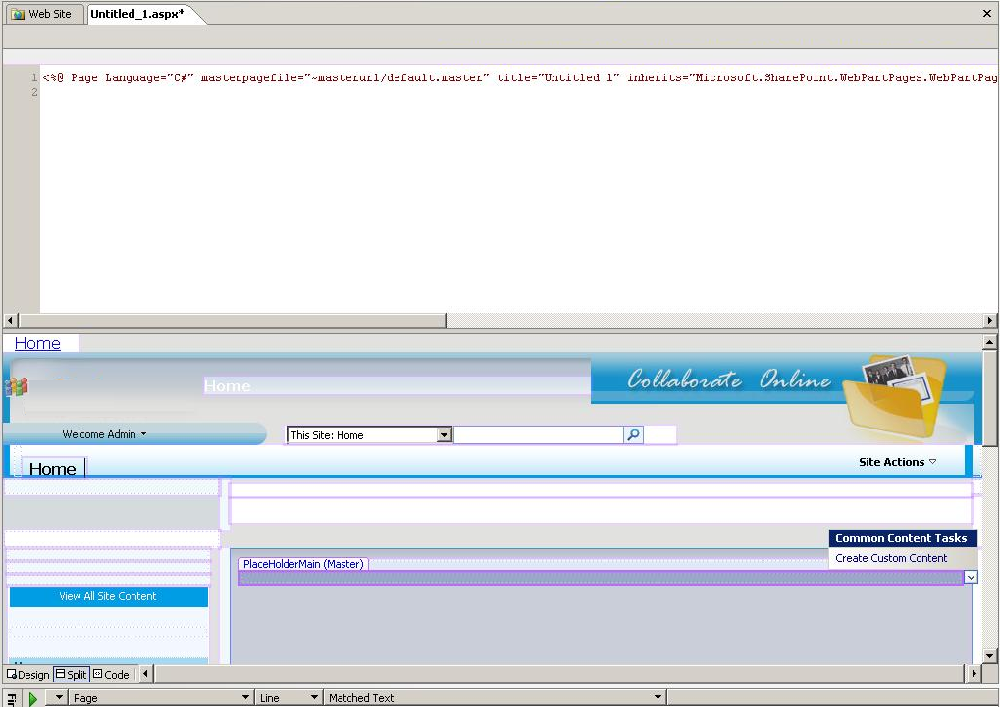 Web Site
Untitled_1.aspx*
1 <%@ Page Language="C#" masterpagefile="~masterurl/default.master" title="Untitled 1" inherits="Microsoft.SharePoint.WebPartPages.WebPartPag
2
Home
Home
Collaborate Online
Welcome Admin
This Site: Home
Home
Site Actions
Common Content Tasks
Create Custom Content
PlaceHolderMain (Master)
View All Site Content
Design Split Code
Page Line Matched Text